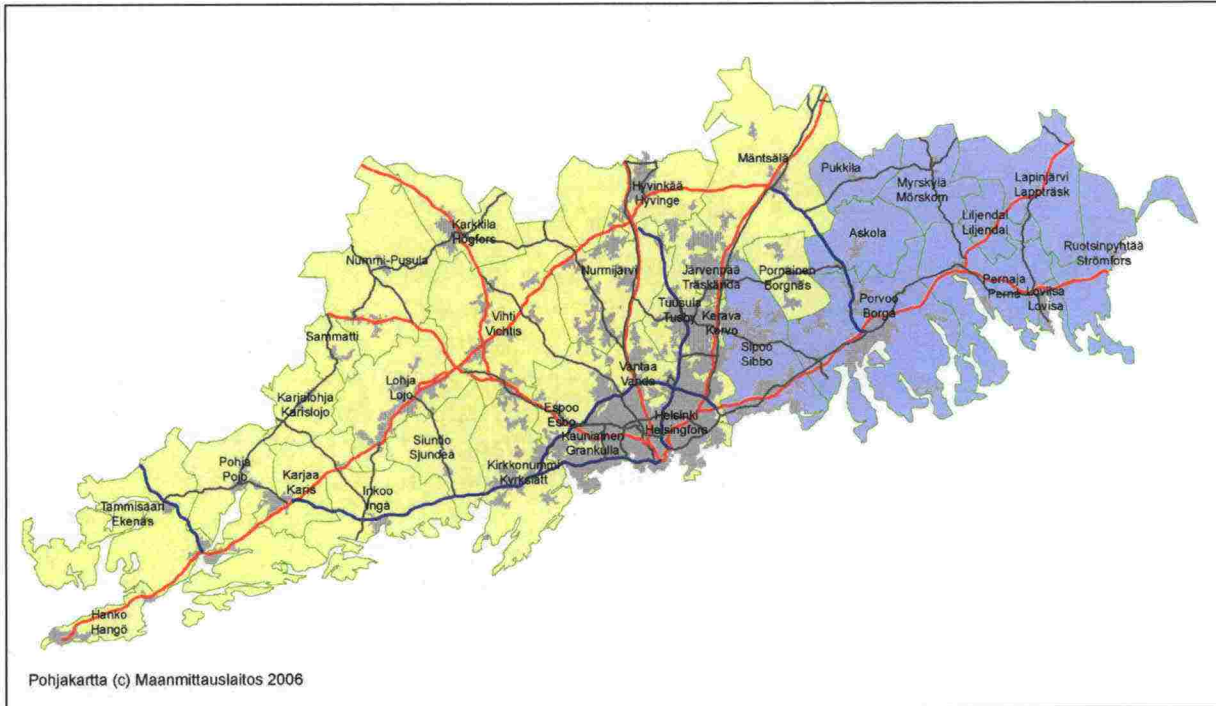 Mäntsälä
Pukkila
Myrskylä
Mörskom
Lapinjärvi
Lappträsk
Hyvinkää
Hyvinge
Karkkila
Högfors
Liljendal
Liljendal
Askola
Ruotsinpyhtää
Strömfors
Nummi-Pusula
Nurmijärvi
Järvenpää
Träskända
Pornainen
Borgnäs
Pernaja
Pernå
Loviisa
Lovisa
Porvoo
Borgå
Tuusula
Tusby
Kerava
Kervo
Vihti
Vichtis
Sammatti
Sipoo
Sibbo
Vantaa
Vanda
Lohja
Lojo
Karjalohja
Karislojo
Espoo
Esbo
Helsinki
Helsingfors
Kauniainen
Grankulla
Siuntio
Sjundeå
Kirkkonummi
Kyrkslätt
Pohja
Pojo
Karjaa
Karis
Inkoo
Ingå
Tammisaari
Ekenäs
Hanko
Hangö
Pohjakartta (c) Maanmittauslaitos 2006